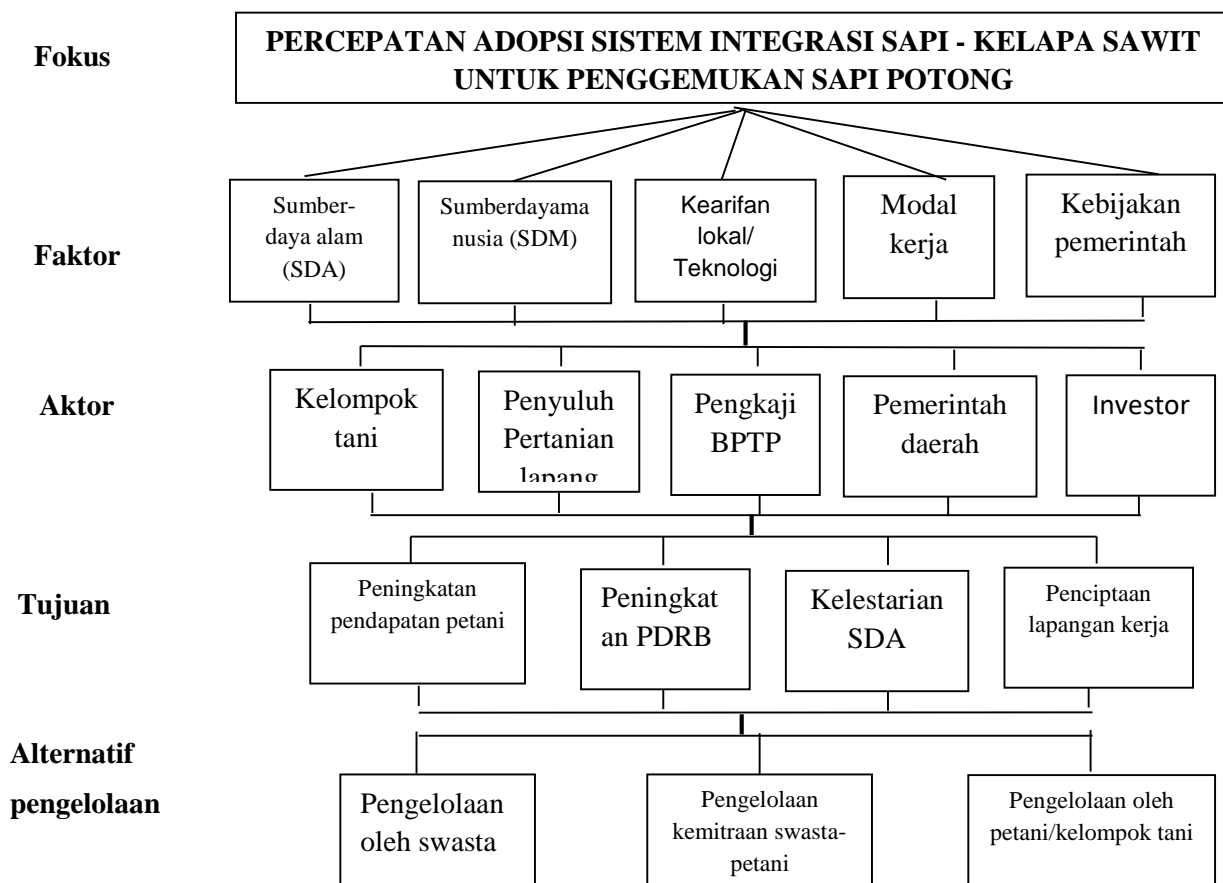 Fokus
PERCEPATAN ADOPSI SISTEM INTEGRASI SAPI - KELAPA SAWIT
UNTUK PENGGEMUKAN SAPI POTONG
Faktor
Sumber-
daya alam
(SDA)
Sumberdayama
nusia (SDM)
Kearifan
lokal/
Teknologi
Modal
kerja
Kebijakan
pemerintah
Aktor
Kelompok
tani
Penyuluh
Pertanian
lapang
Pengkaji
BPTP
Pemerintah
daerah
Investor
Tujuan
Peningkatan
pendapatan petani
Peningkat
an PDRB
Kelestarian
SDA
Penciptaan
lapangan kerja
Alternatif
pengelolaan
Pengelolaan
oleh swasta
Pengelolaan
kemitraan swasta-
petani
Pengelolaan oleh
petani/kelompok tani